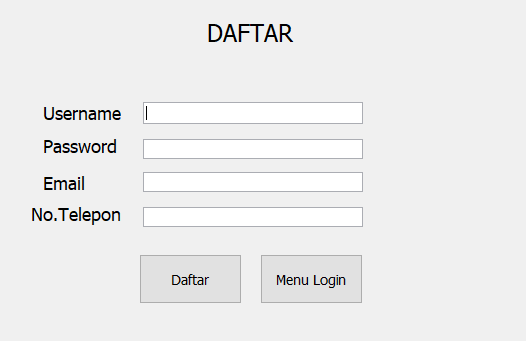 DAFTAR
Username
Password
Email
No.Telepon
Daftar
Menu Login